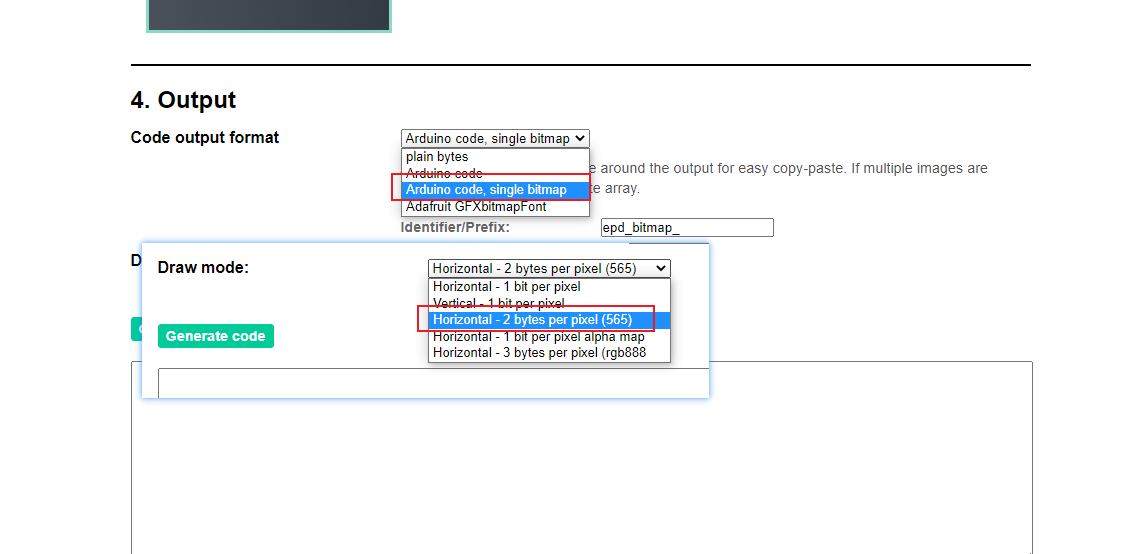 4. Output
Code output format
Arduino code, single bitmap
plain bytes
Arduino code
Arduino code, single bitmap
Adafruit GFXbitmapFont
around the output for easy copy-paste. If multiple images are
array.
Identifier/Prefix:
epd_bitmap_
D
Draw mode:
Horizontal - 2 bytes per pixel (565)
Horizontal - 1 bit per pixel
Vertical - 1 bit per pixel
Horizontal - 2 bytes per pixel (565)
Horizontal - 1 bit per pixel alpha map
Horizontal - 3 bytes per pixel (rgb888
Generate code